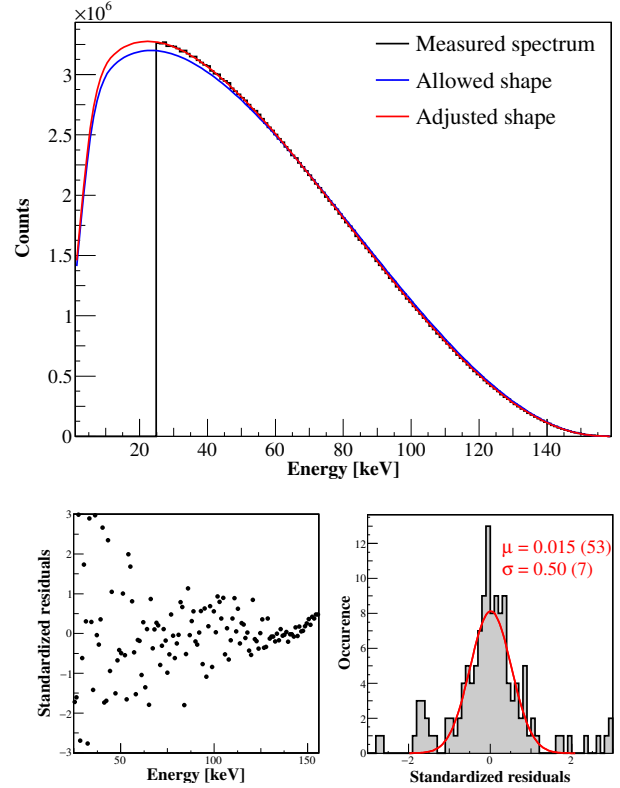 ×10⁶
3
2.5
2
1.5
1
0.5
0
Counts
Measured spectrum
Allowed shape
Adjusted shape
20 40 60 80 100 120 140
Energy [keV]
3
2
1
0
−1
−2
−3
Standardized residuals
50 100 150
Energy [keV]
12
10
8
6
4
2
0
Occurence
μ = 0.015 (53)
σ = 0.50 (7)
−2 0 2
Standardized residuals